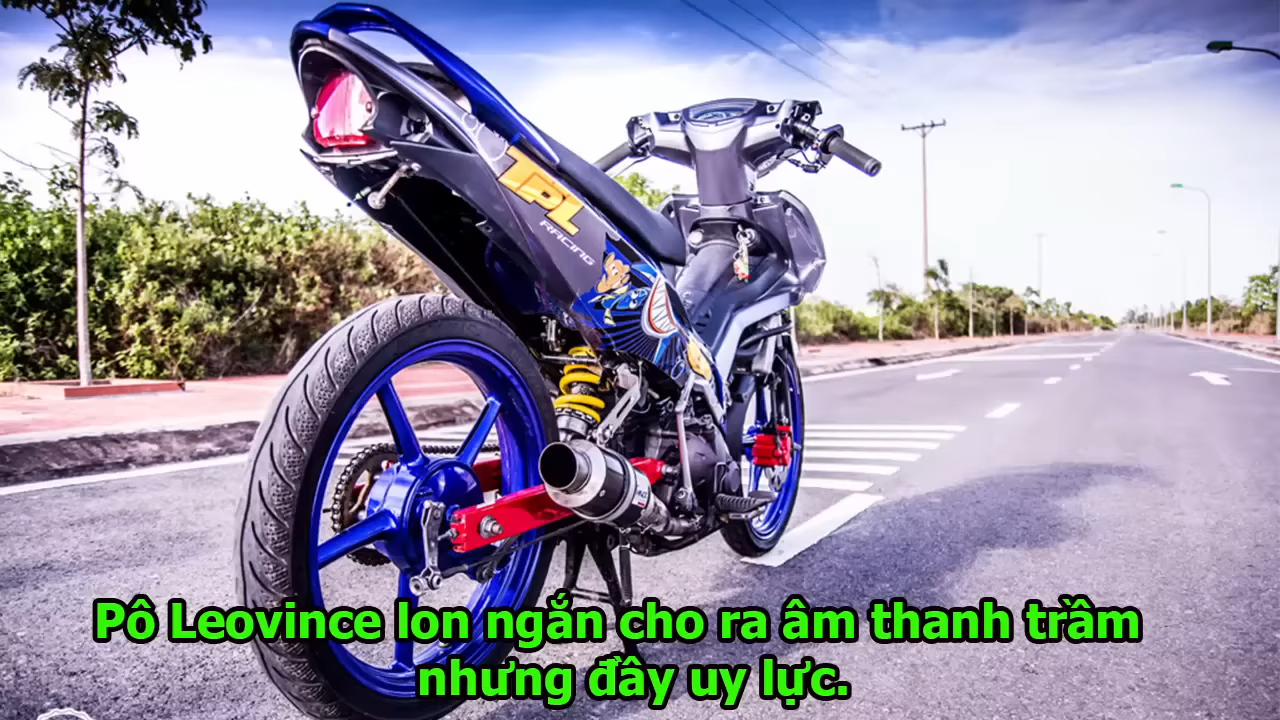 TPL
RACING
Pô Leovince lon ngắn cho ra âm thanh trầm
nhưng đầy uy lực.